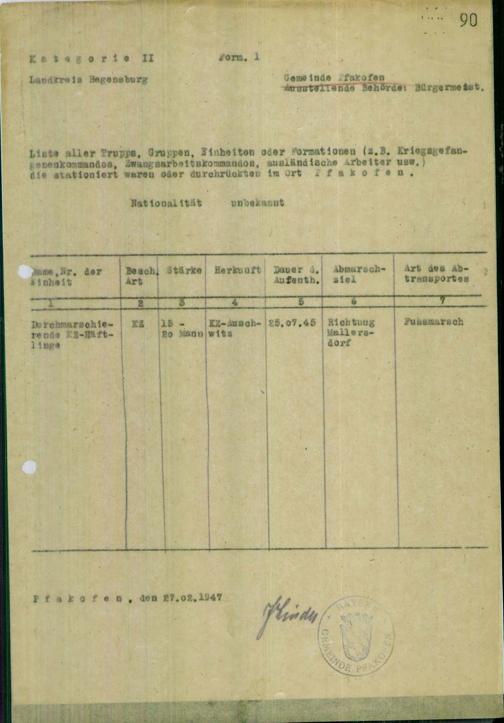 90
Kategorie II Form. 1
Landkreis Regensburg Gemeinde Pfakofen
Ausstellende Behörde: Bürgermeist.
Liste aller Trupps, Gruppen, Einheiten oder Formationen (z.B. Kriegsgefan-
genenkommandos, Zwangsarbeitskommandos, ausländische Arbeiter usw.)
die stationiert waren oder durchrückten im Ort Pfakofen.
Nationalität unbekannt
Name, Nr. der Einheit
Besch. Art
Stärke
Herkunft
Dauer d. Aufenth.
Abmarsch-
ziel
Art des Ab-
transportes
1 2 3 4 5 6 7
Durchmarschie-
rende KZ-Häft-
linge
KZ
15 -
20 Mann
KZ-Ausch-
witz
25.07.45
Richtung
Mallers-
dorf
Fussmarsch
Pfakofen, den 27.02.1947
BAYERN
GEMEINDE PFAKOFEN